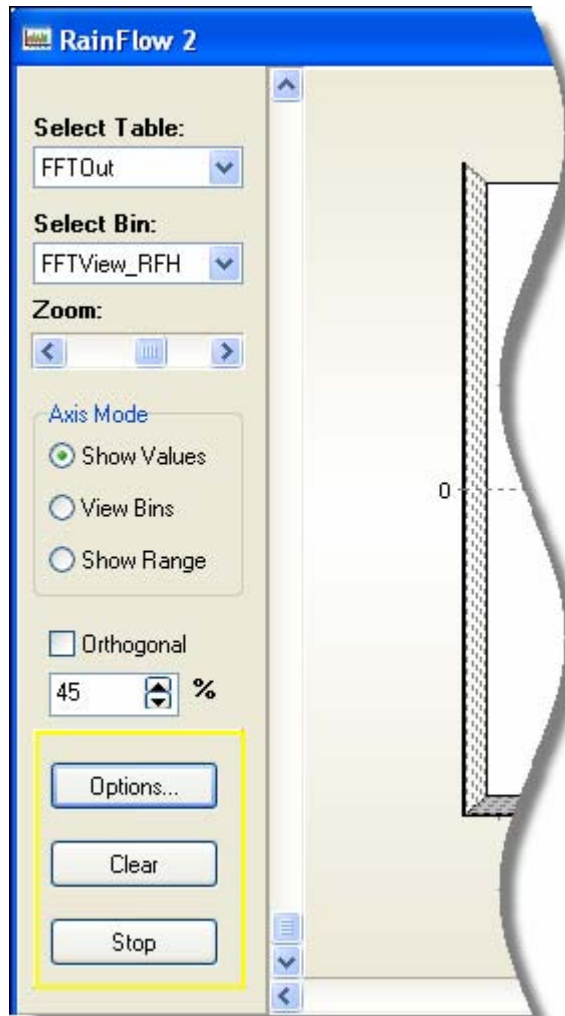 RainFlow 2
Select Table:
FFTOut
Select Bin:
FFTView_RFH
Zoom:
Axis Mode
Show Values
View Bins
Show Range
Orthogonal
45 %
Options...
Clear
Stop
0